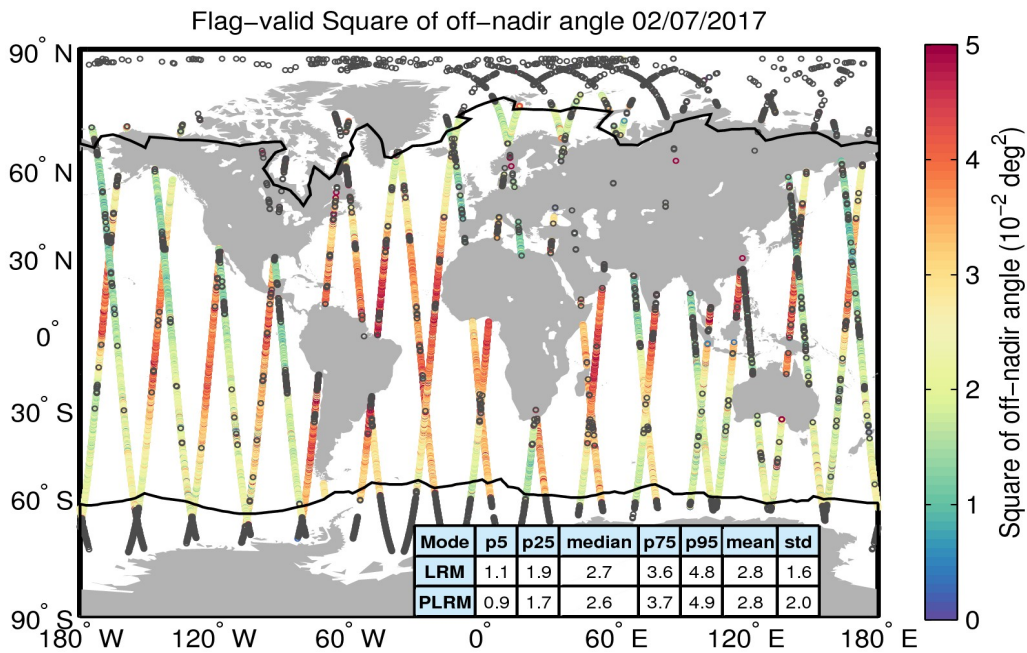 Flag−valid Square of off−nadir angle 02/07/2017
90° N
60° N
30° N
0°
30° S
60° S
90° S
180° W
120° W
60° W
0°
60° E
120° E
180° E
Mode p5 p25 median p75 p95 mean std
LRM 1.1 1.9 2.7 3.6 4.8 2.8 1.6
PLRM 0.9 1.7 2.6 3.7 4.9 2.8 2.0
5
4
3
2
1
0
Square of off−nadir angle (10⁻² deg²)